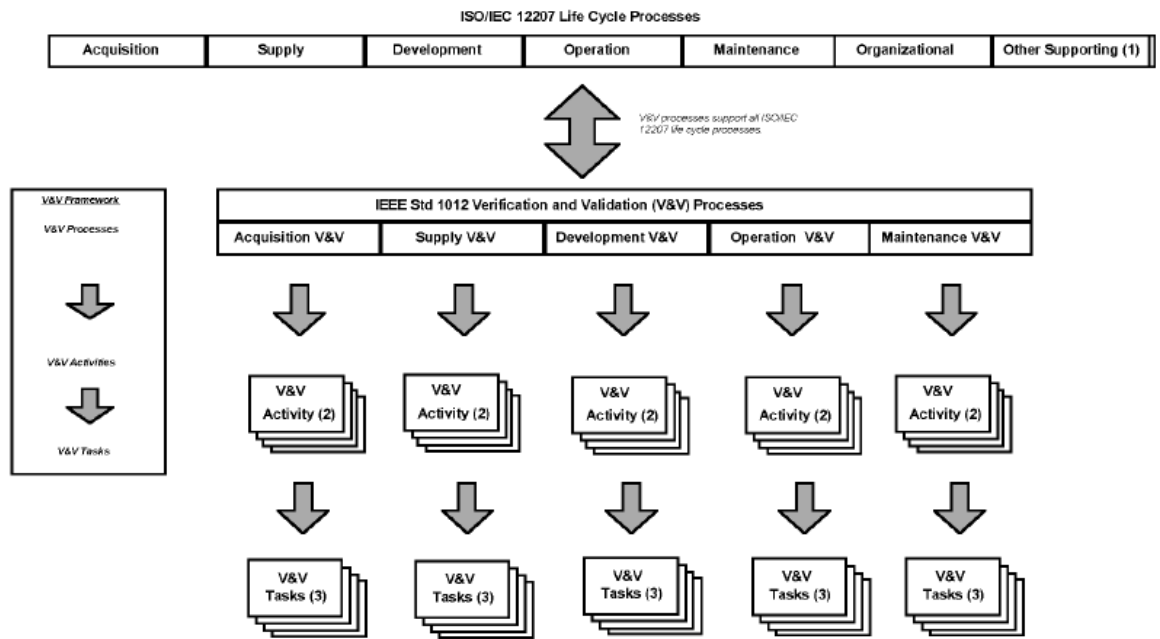 ISO/IEC 12207 Life Cycle Processes
Acquisition
Supply
Development
Operation
Maintenance
Organizational
Other Supporting (1)
V&V processes support all ISO/IEC
12207 life cycle processes.
V&V Framework
V&V Processes
V&V Activities
V&V Tasks
IEEE Std 1012 Verification and Validation (V&V) Processes
Acquisition V&V
Supply V&V
Development V&V
Operation V&V
Maintenance V&V
V&V
Activity (2)
V&V
Activity (2)
V&V
Activity (2)
V&V
Activity (2)
V&V
Activity (2)
V&V
Tasks (3)
V&V
Tasks (3)
V&V
Tasks (3)
V&V
Tasks (3)
V&V
Tasks (3)